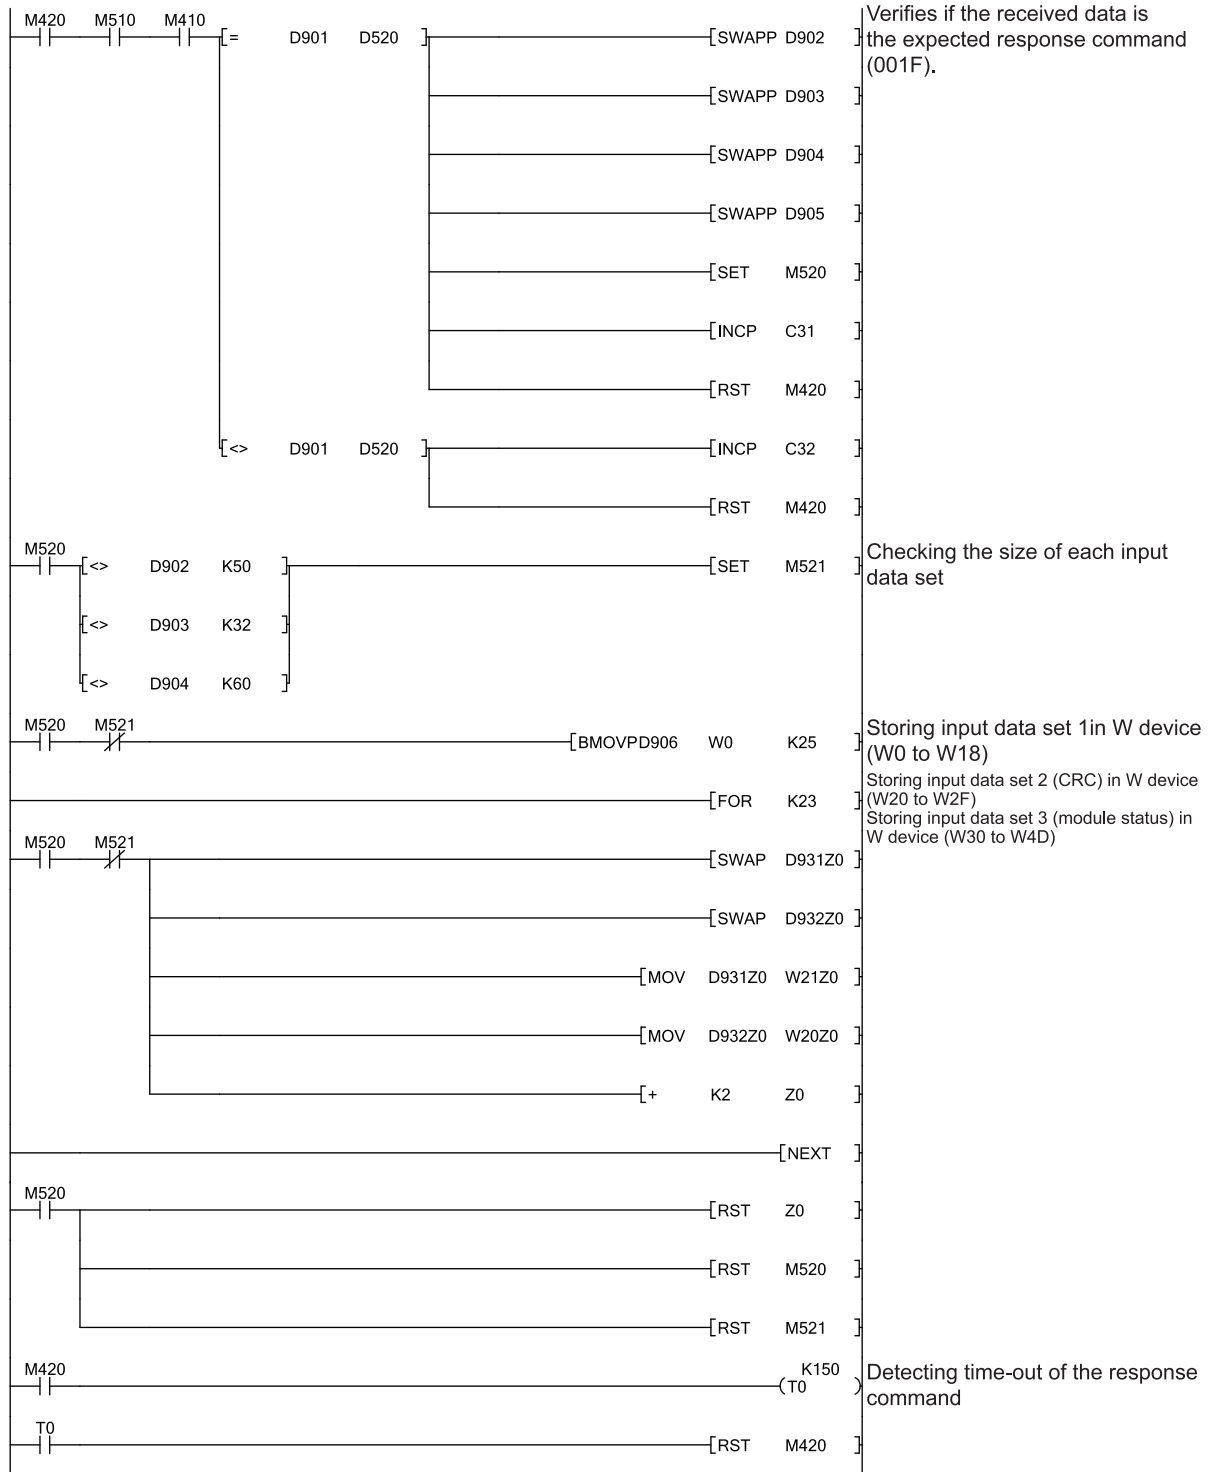 M420 M510 M410
[= D901 D520 ] [SWAPP D902 ]
Verifies if the received data is
the expected response command
(001F).
[SWAPP D903 ]
[SWAPP D904 ]
[SWAPP D905 ]
[SET M520 ]
[INCP C31 ]
[RST M420 ]
[<> D901 D520 ] [INCP C32 ]
[RST M420 ]
M520
[<> D902 K50 ] [SET M521 ]
Checking the size of each input
data set
[<> D903 K32 ]
[<> D904 K60 ]
M520 M521
[BMOVPD906 W0 K25 ]
Storing input data set 1in W device
(W0 to W18)
[FOR K23 ]
Storing input data set 2 (CRC) in W device
(W20 to W2F)
Storing input data set 3 (module status) in
W device (W30 to W4D)
M520 M521
[SWAP D931Z0 ]
[SWAP D932Z0 ]
[MOV D931Z0 W21Z0 ]
[MOV D932Z0 W20Z0 ]
[+ K2 Z0 ]
[NEXT ]
M520
[RST Z0 ]
[RST M520 ]
[RST M521 ]
M420 K150
(T0 )
Detecting time-out of the response
command
T0
[RST M420 ]